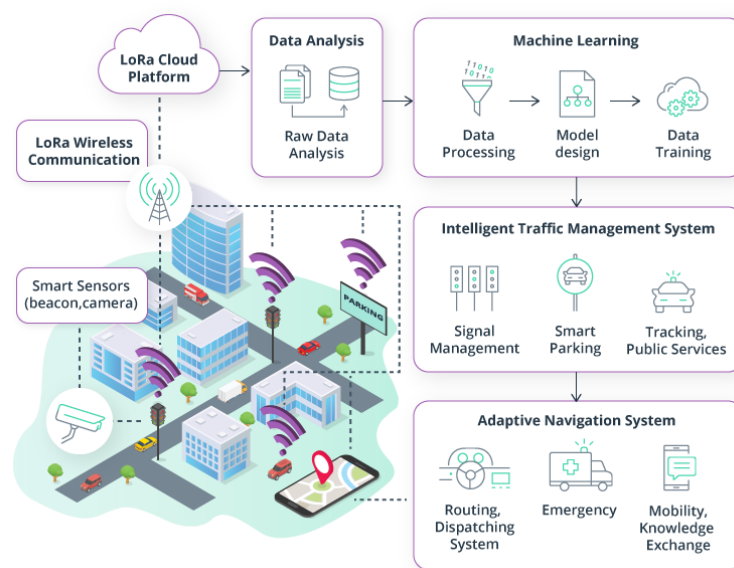 LoRa Cloud
Platform
Data Analysis
Raw Data
Analysis
Machine Learning
11010
10110
Data
Processing
Model
design
Data
Training
LoRa Wireless
Communication
Smart Sensors
(beacon,camera)
PARKING
Intelligent Traffic Management System
Signal
Management
Smart
Parking
Tracking,
Public Services
Adaptive Navigation System
Routing,
Dispatching
System
Emergency
Mobility,
Knowledge
Exchange